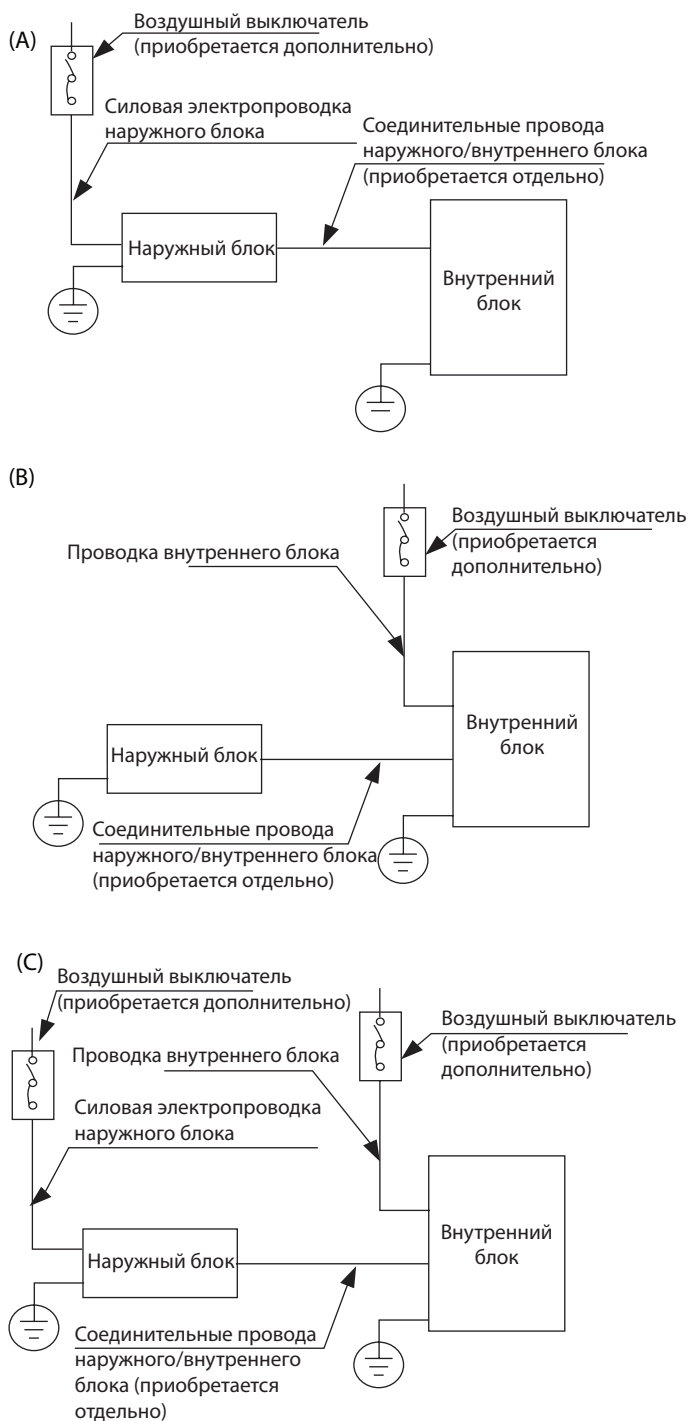 (A)
Воздушный выключатель
(приобретается дополнительно)
Силовая электропроводка
наружного блока
Соединительные провода
наружного/внутреннего блока
(приобретается отдельно)
Наружный блок
Внутренний
блок
(B)
Воздушный выключатель
(приобретается
дополнительно)
Проводка внутреннего блока
Внутренний
блок
Наружный блок
Соединительные провода
наружного/внутреннего блока
(приобретается отдельно)
(C)
Воздушный выключатель
(приобретается дополнительно)
Воздушный выключатель
(приобретается
дополнительно)
Проводка внутреннего блока
Силовая электропроводка
наружного блока
Внутренний
блок
Наружный блок
Соединительные провода
наружного/внутреннего
блока (приобретается
отдельно)